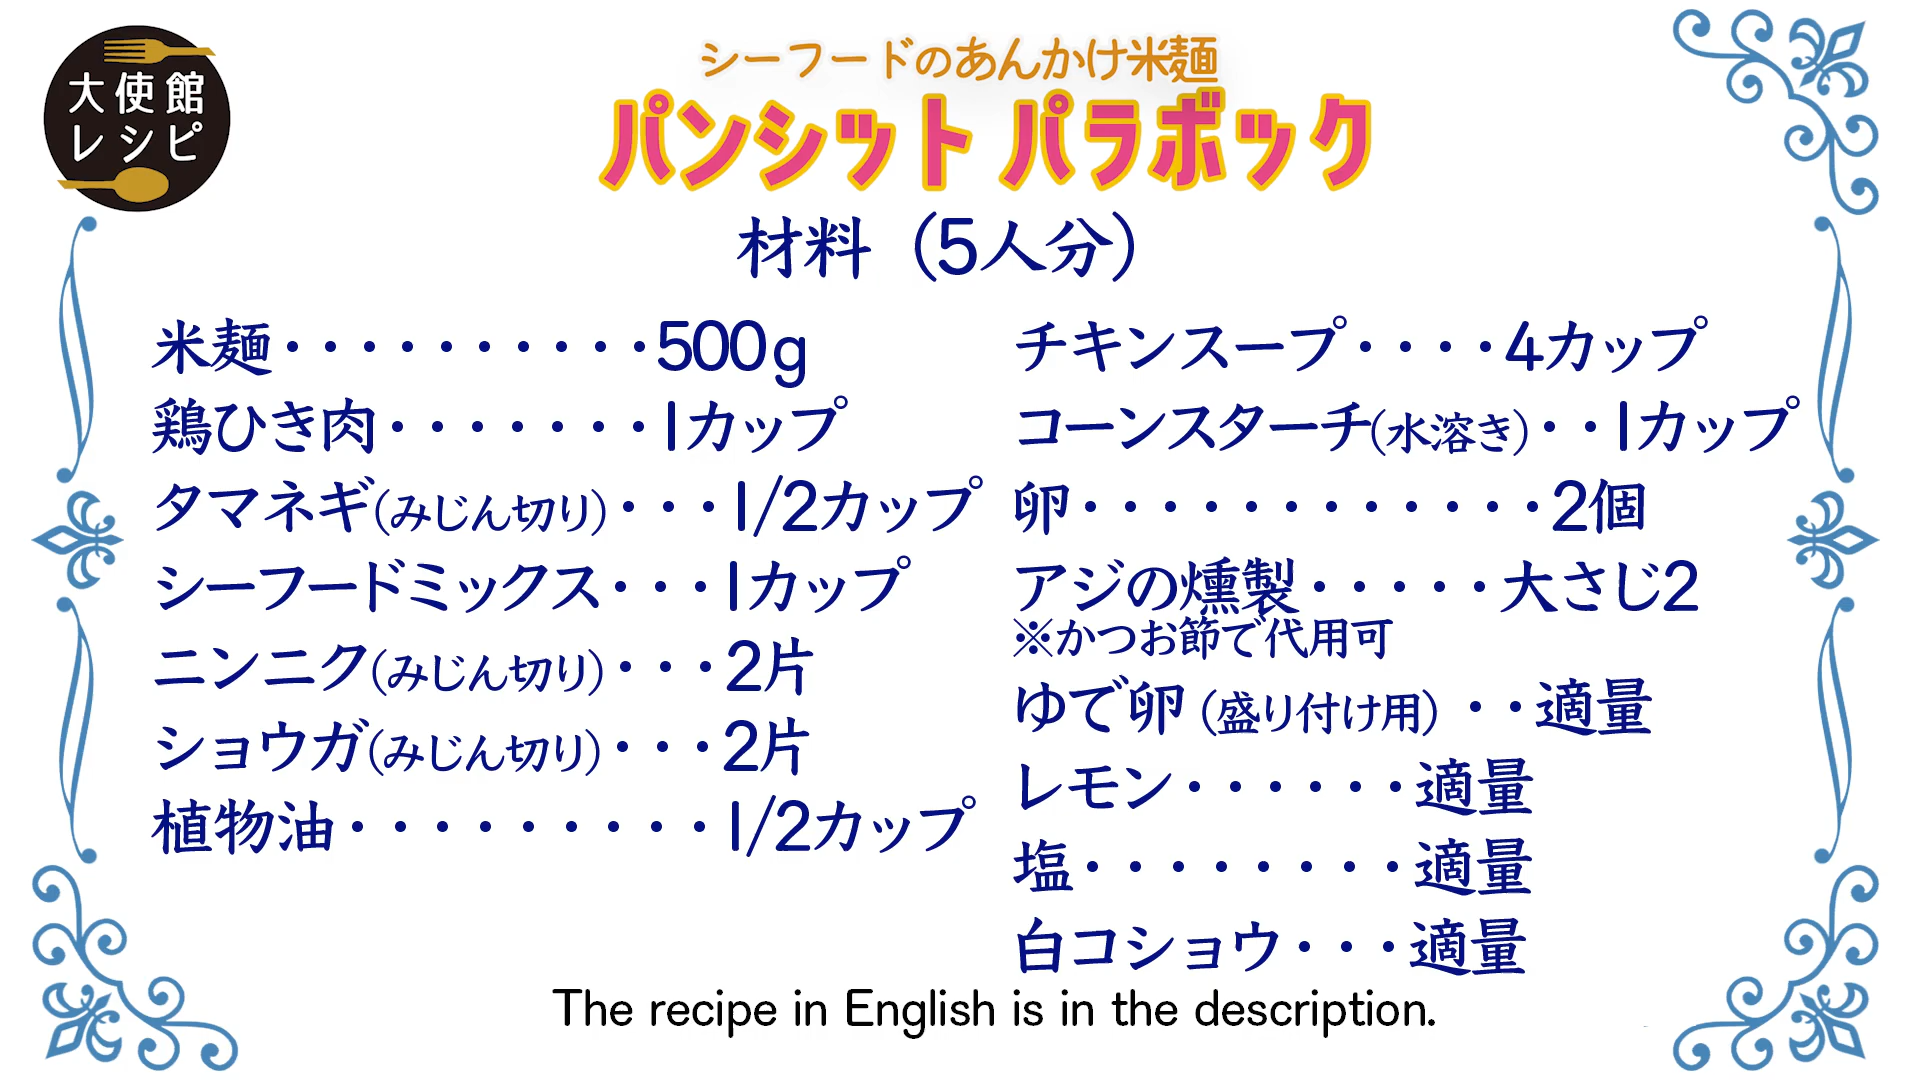 大使館
レシピ
シーフードのあんかけ米麺
パンシット パラボック
材料（5人分）
米麺・・・・・・・・・・・500g
鶏ひき肉・・・・・・・1カップ
タマネギ(みじん切り)・・・1/2カップ
シーフードミックス・・・1カップ
ニンニク(みじん切り)・・・2片
ショウガ(みじん切り)・・・2片
植物油・・・・・・・・・1/2カップ
チキンスープ・・・・4カップ
コーンスターチ(水溶き)・・1カップ
卵・・・・・・・・・・・2個
アジの燻製・・・・・大さじ2
※かつお節で代用可
ゆで卵(盛り付け用)・・適量
レモン・・・・・・適量
塩・・・・・・・・適量
白コショウ・・・適量
The recipe in English is in the description.